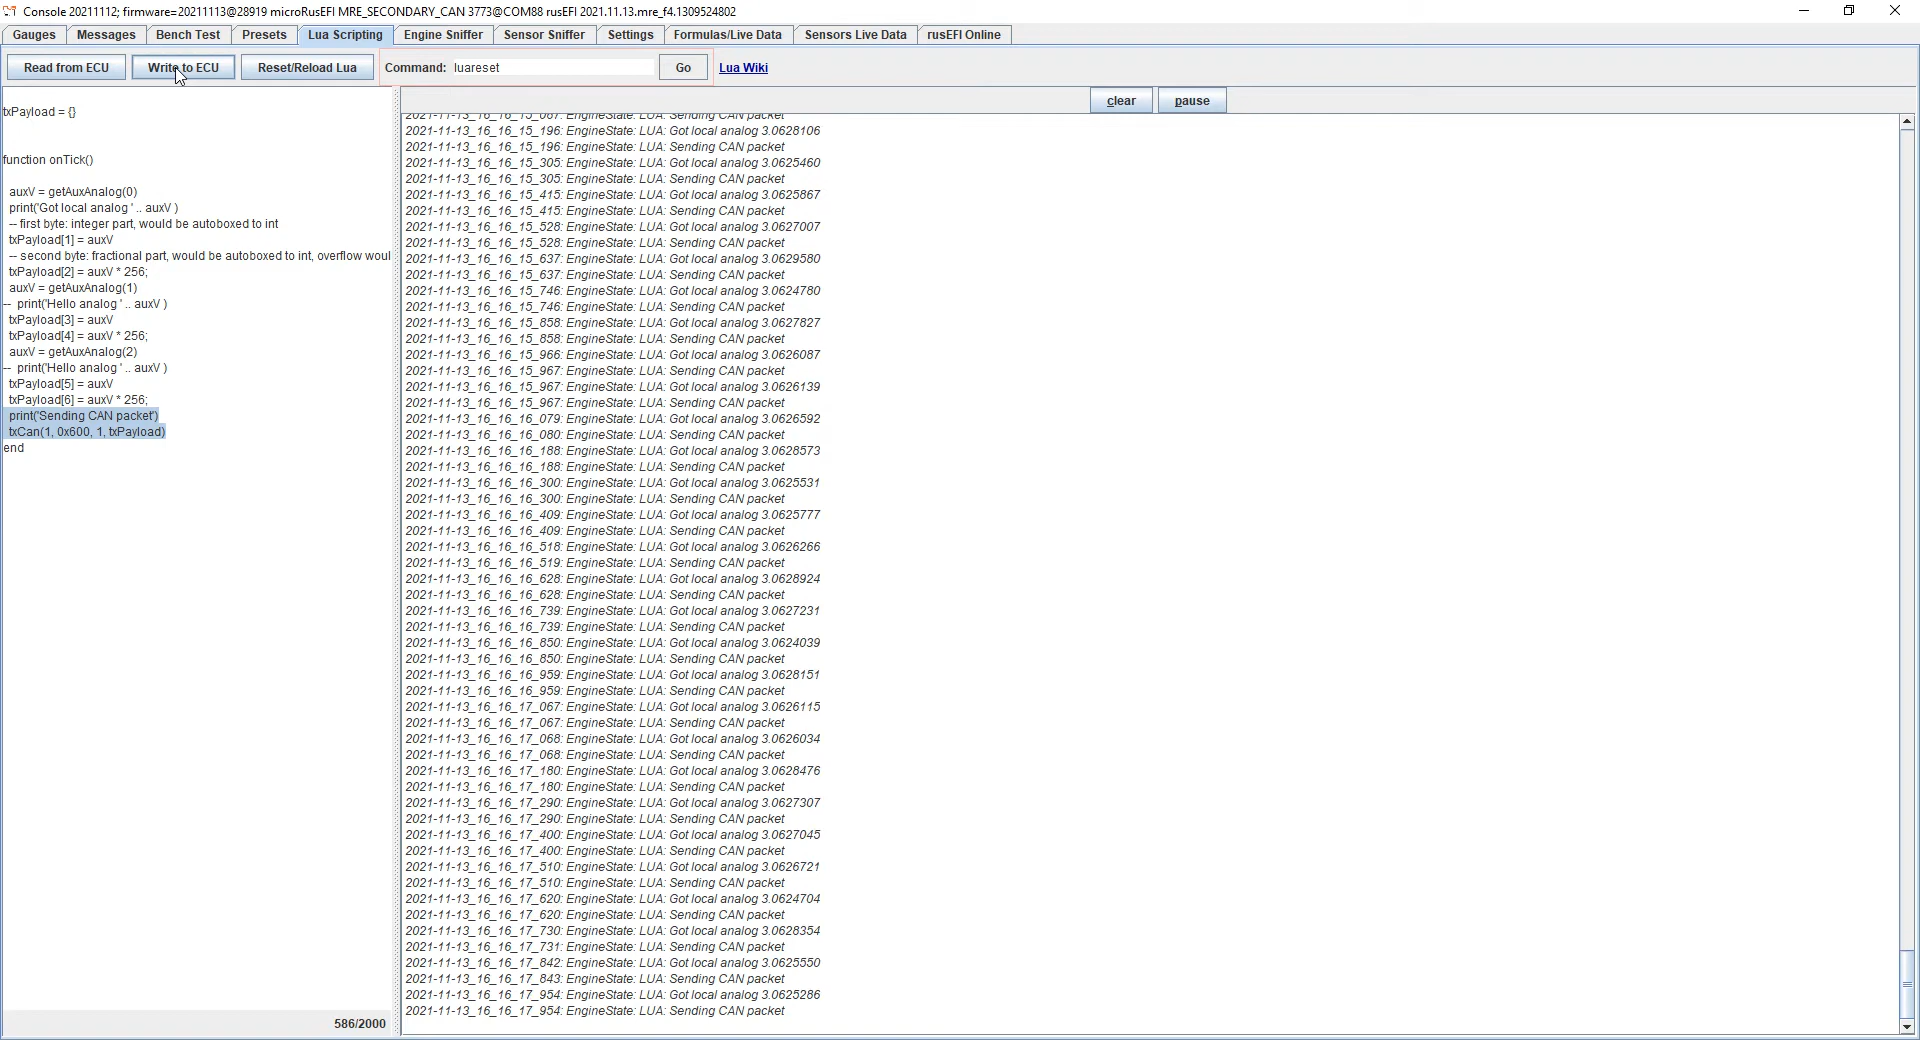 Console 20211112; firmware=20211113@28919 microRusEFI MRE_SECONDARY_CAN 3773@COM88 rusEFI 2021.11.13.mre_f4.1309524802
Gauges Messages Bench Test Presets Lua Scripting Engine Sniffer Sensor Sniffer Settings Formulas/Live Data Sensors Live Data rusEFI Online
Read from ECU Write to ECU Reset/Reload Lua Command: luareset Go Lua Wiki
clear pause
txPayload = {}
function onTick()
auxV = getAuxAnalog(0)
print('Got local analog ' .. auxV )
-- first byte: integer part, would be autoboxed to int
txPayload[1] = auxV
-- second byte: fractional part, would be autoboxed to int, overflow woul
txPayload[2] = auxV * 256;
auxV = getAuxAnalog(1)
-- print('Hello analog ' .. auxV )
txPayload[3] = auxV
txPayload[4] = auxV * 256;
auxV = getAuxAnalog(2)
-- print('Hello analog ' .. auxV )
txPayload[5] = auxV
txPayload[6] = auxV * 256;
print('Sending CAN packet')
txCan(1, 0x600, 1, txPayload)
end
586/2000
2021-11-13_16_16_15_067: EngineState: LUA: Sending CAN packet
2021-11-13_16_16_15_196: EngineState: LUA: Got local analog 3.0628106
2021-11-13_16_16_15_196: EngineState: LUA: Sending CAN packet
2021-11-13_16_16_15_305: EngineState: LUA: Got local analog 3.0625460
2021-11-13_16_16_15_305: EngineState: LUA: Sending CAN packet
2021-11-13_16_16_15_415: EngineState: LUA: Got local analog 3.0625867
2021-11-13_16_16_15_415: EngineState: LUA: Sending CAN packet
2021-11-13_16_16_15_528: EngineState: LUA: Got local analog 3.0627007
2021-11-13_16_16_15_528: EngineState: LUA: Sending CAN packet
2021-11-13_16_16_15_637: EngineState: LUA: Got local analog 3.0629580
2021-11-13_16_16_15_637: EngineState: LUA: Sending CAN packet
2021-11-13_16_16_15_746: EngineState: LUA: Got local analog 3.0624780
2021-11-13_16_16_15_746: EngineState: LUA: Sending CAN packet
2021-11-13_16_16_15_858: EngineState: LUA: Got local analog 3.0627827
2021-11-13_16_16_15_858: EngineState: LUA: Sending CAN packet
2021-11-13_16_16_15_966: EngineState: LUA: Got local analog 3.0626087
2021-11-13_16_16_15_967: EngineState: LUA: Sending CAN packet
2021-11-13_16_16_15_967: EngineState: LUA: Got local analog 3.0626139
2021-11-13_16_16_15_967: EngineState: LUA: Sending CAN packet
2021-11-13_16_16_16_079: EngineState: LUA: Got local analog 3.0626592
2021-11-13_16_16_16_080: EngineState: LUA: Sending CAN packet
2021-11-13_16_16_16_188: EngineState: LUA: Got local analog 3.0628573
2021-11-13_16_16_16_188: EngineState: LUA: Sending CAN packet
2021-11-13_16_16_16_300: EngineState: LUA: Got local analog 3.0625531
2021-11-13_16_16_16_300: EngineState: LUA: Sending CAN packet
2021-11-13_16_16_16_409: EngineState: LUA: Got local analog 3.0625777
2021-11-13_16_16_16_409: EngineState: LUA: Sending CAN packet
2021-11-13_16_16_16_518: EngineState: LUA: Got local analog 3.0626266
2021-11-13_16_16_16_519: EngineState: LUA: Sending CAN packet
2021-11-13_16_16_16_628: EngineState: LUA: Got local analog 3.0628924
2021-11-13_16_16_16_628: EngineState: LUA: Sending CAN packet
2021-11-13_16_16_16_739: EngineState: LUA: Got local analog 3.0627231
2021-11-13_16_16_16_739: EngineState: LUA: Sending CAN packet
2021-11-13_16_16_16_850: EngineState: LUA: Got local analog 3.0624039
2021-11-13_16_16_16_850: EngineState: LUA: Sending CAN packet
2021-11-13_16_16_16_959: EngineState: LUA: Got local analog 3.0628151
2021-11-13_16_16_16_959: EngineState: LUA: Sending CAN packet
2021-11-13_16_16_17_067: EngineState: LUA: Got local analog 3.0626115
2021-11-13_16_16_17_067: EngineState: LUA: Sending CAN packet
2021-11-13_16_16_17_068: EngineState: LUA: Got local analog 3.0626034
2021-11-13_16_16_17_068: EngineState: LUA: Sending CAN packet
2021-11-13_16_16_17_180: EngineState: LUA: Got local analog 3.0628476
2021-11-13_16_16_17_180: EngineState: LUA: Sending CAN packet
2021-11-13_16_16_17_290: EngineState: LUA: Got local analog 3.0627307
2021-11-13_16_16_17_290: EngineState: LUA: Sending CAN packet
2021-11-13_16_16_17_400: EngineState: LUA: Got local analog 3.0627045
2021-11-13_16_16_17_400: EngineState: LUA: Sending CAN packet
2021-11-13_16_16_17_510: EngineState: LUA: Got local analog 3.0626721
2021-11-13_16_16_17_510: EngineState: LUA: Sending CAN packet
2021-11-13_16_16_17_620: EngineState: LUA: Got local analog 3.0624704
2021-11-13_16_16_17_620: EngineState: LUA: Sending CAN packet
2021-11-13_16_16_17_730: EngineState: LUA: Got local analog 3.0628354
2021-11-13_16_16_17_731: EngineState: LUA: Sending CAN packet
2021-11-13_16_16_17_842: EngineState: LUA: Got local analog 3.0625550
2021-11-13_16_16_17_843: EngineState: LUA: Sending CAN packet
2021-11-13_16_16_17_954: EngineState: LUA: Got local analog 3.0625286
2021-11-13_16_16_17_954: EngineState: LUA: Sending CAN packet